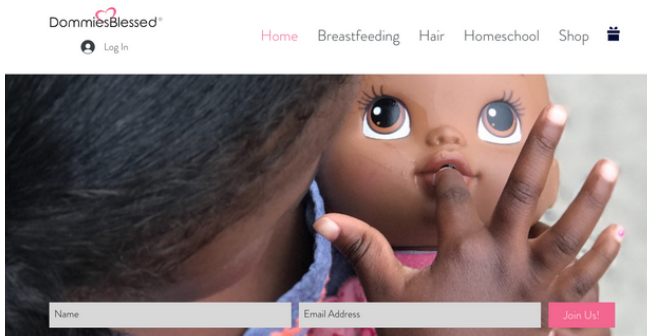 DommiesBlessed®
Log In
Home Breastfeeding Hair Homeschool Shop
Name Email Address Join Us!